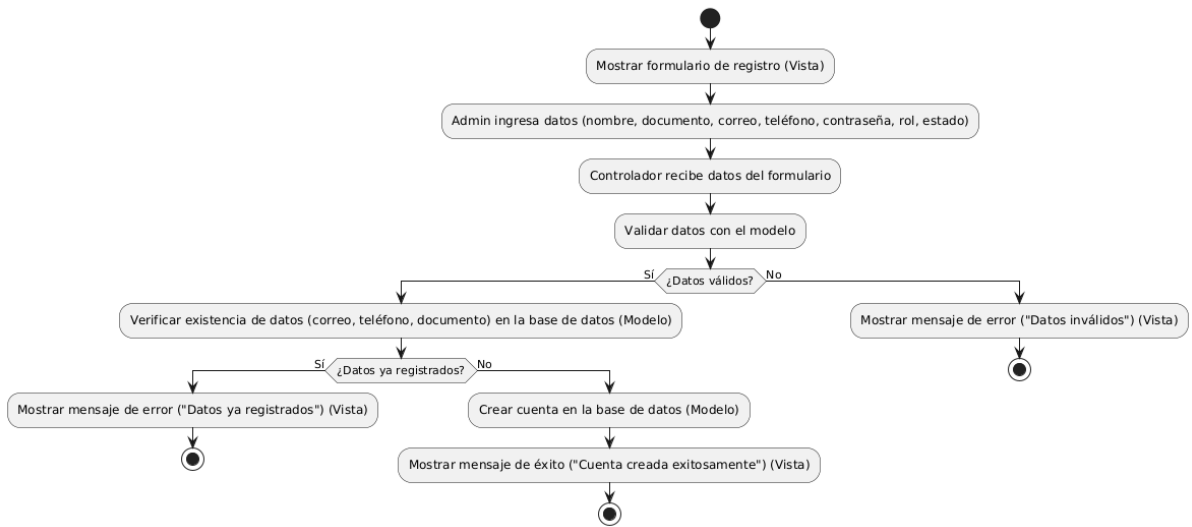 Mostrar formulario de registro (Vista)
Admin ingresa datos (nombre, documento, correo, teléfono, contraseña, rol, estado)
Controlador recibe datos del formulario
Validar datos con el modelo
Sí
¿Datos válidos?
No
Verificar existencia de datos (correo, teléfono, documento) en la base de datos (Modelo)
Mostrar mensaje de error ("Datos inválidos") (Vista)
Sí
¿Datos ya registrados?
No
Mostrar mensaje de error ("Datos ya registrados") (Vista)
Crear cuenta en la base de datos (Modelo)
Mostrar mensaje de éxito ("Cuenta creada exitosamente") (Vista)